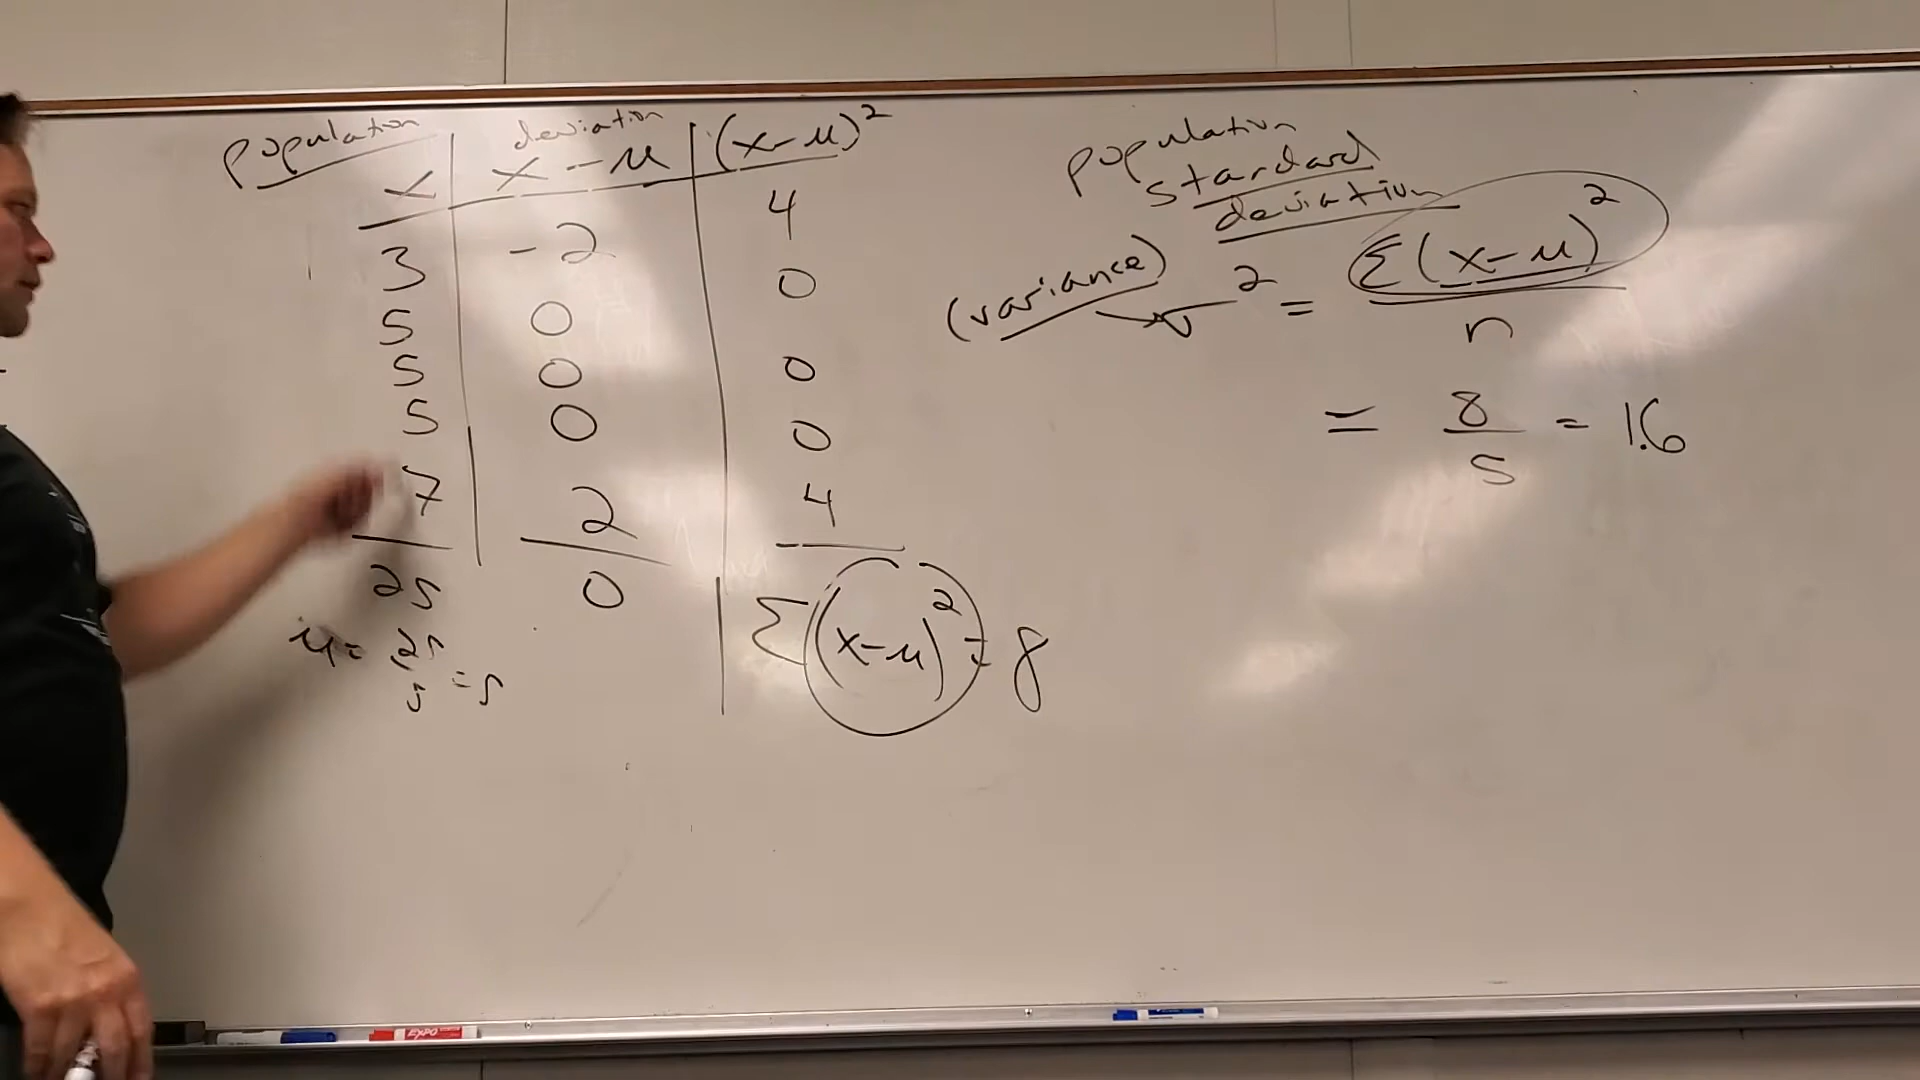 population deviation
x | x-μ | (x-μ)²
3 | -2 | 4
5 | 0 | 0
5 | 0 | 0
5 | 0 | 0
7 | 2 | 4
25 | 0 | Σ(x-μ)² = 8
μ = 25/5 = 5
population
standard
deviation
(variance) σ² = Σ(x-μ)²/n
= 8/5 = 1.6
EXPO